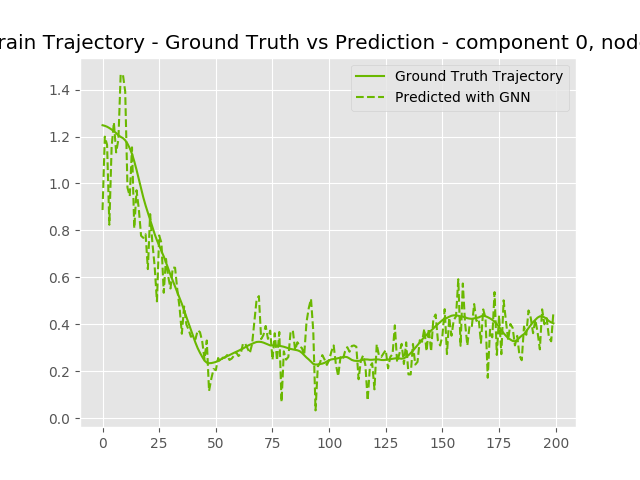 rain Trajectory - Ground Truth vs Prediction - component 0, nod
Ground Truth Trajectory
Predicted with GNN
1.4
1.2
1.0
0.8
0.6
0.4
0.2
0.0
0 25 50 75 100 125 150 175 200